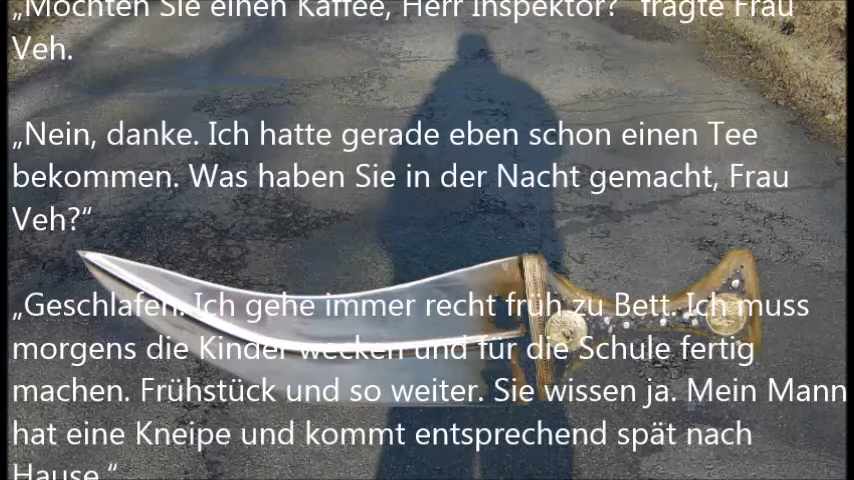 „Möchten Sie einen Kaffee, Herr Inspektor?“ fragte Frau
Veh.
„Nein, danke. Ich hatte gerade eben schon einen Tee
bekommen. Was haben Sie in der Nacht gemacht, Frau
Veh?“
„Geschlafen. Ich gehe immer recht früh zu Bett. Ich muss
morgens die Kinder wecken und für die Schule fertig
machen. Frühstück und so weiter. Sie wissen ja. Mein Mann
hat eine Kneipe und kommt entsprechend spät nach
Hause.“